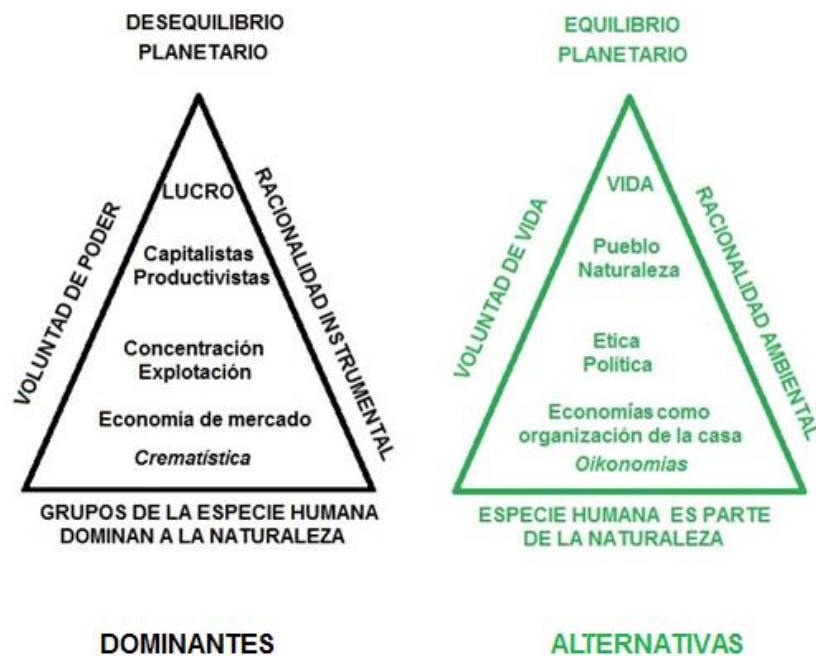 DESEQUILIBRIO
PLANETARIO
VOLUNTAD DE PODER
RACIONALIDAD INSTRUMENTAL
LUCRO
Capitalistas
Productivistas
Concentración
Explotación
Economía de mercado
Crematística
GRUPOS DE LA ESPECIE HUMANA
DOMINAN A LA NATURALEZA
DOMINANTES
EQUILIBRIO
PLANETARIO
VOLUNTAD DE VIDA
RACIONALIDAD AMBIENTAL
VIDA
Pueblo
Naturaleza
Etica
Política
Economías como
organización de la casa
Oikonomias
ESPECIE HUMANA ES PARTE
DE LA NATURALEZA
ALTERNATIVAS